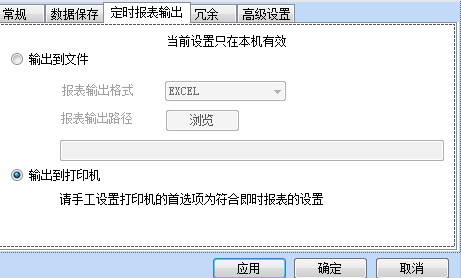 常规 数据保存 定时报表输出 冗余 高级设置
当前设置只在本机有效
输出到文件
报表输出格式 EXCEL
报表输出路径 浏览
输出到打印机
请手工设置打印机的首选项为符合即时报表的设置
应用 确定 取消